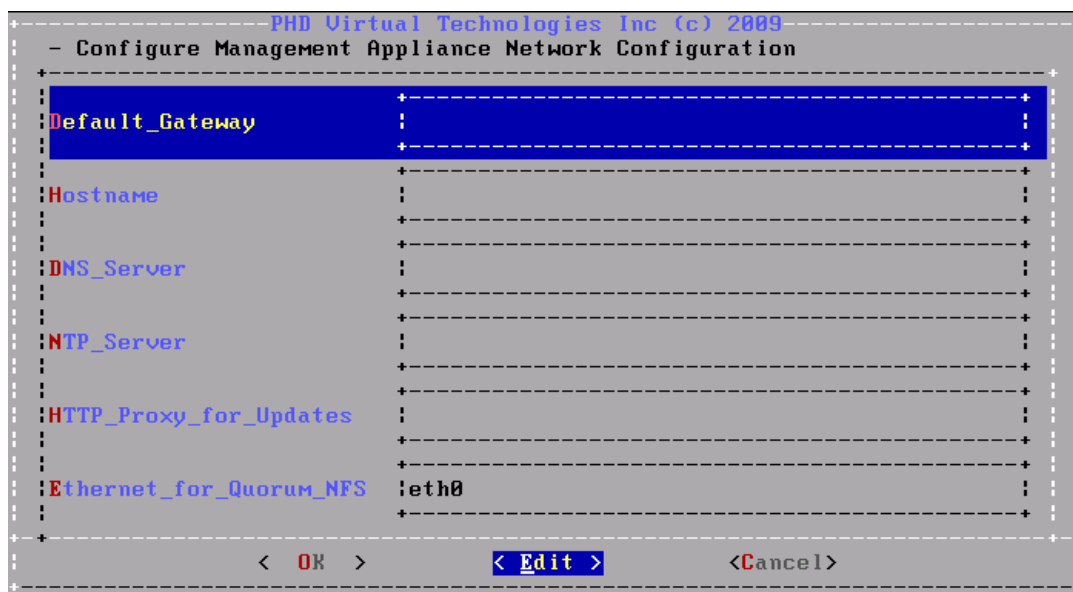 PHD Virtual Technologies Inc (c) 2009
- Configure Management Appliance Network Configuration
Default_Gateway
Hostname
DNS_Server
NTP_Server
HTTP_Proxy_for_Updates
Ethernet_for_Quorum_NFS eth0
< OK > < Edit > <Cancel>